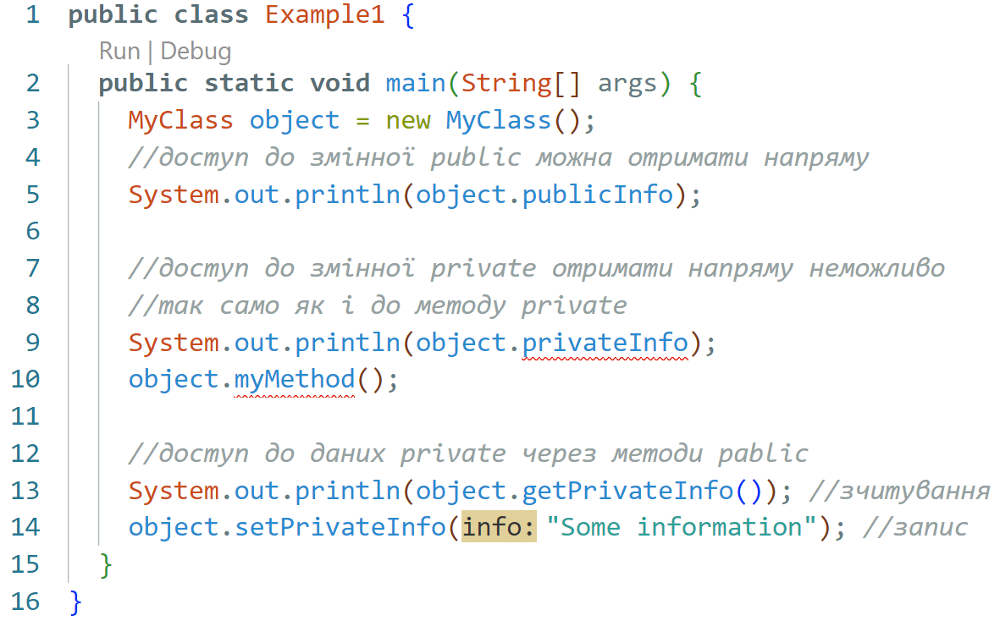 1 public class Example1 {
Run | Debug
2 public static void main(String[] args) {
3 MyClass object = new MyClass();
4 //доступ до змінної public можна отримати напряму
5 System.out.println(object.publicInfo);
6
7 //доступ до змінної private отримати напряму неможливо
8 //так само як і до методу private
9 System.out.println(object.privateInfo);
10 object.myMethod();
11
12 //доступ до даних private через методи pablic
13 System.out.println(object.getPrivateInfo()); //зчитування
14 object.setPrivateInfo(info: "Some information"); //запис
15 }
16 }